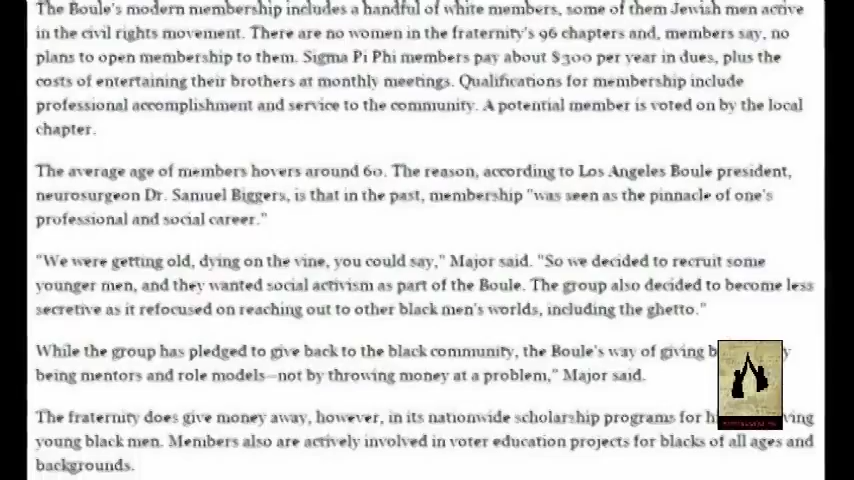 The Boule's modern membership includes a handful of white members, some of them Jewish men active
in the civil rights movement. There are no women in the fraternity's 96 chapters and, members say, no
plans to open membership to them. Sigma Pi Phi members pay about $300 per year in dues, plus the
costs of entertaining their brothers at monthly meetings. Qualifications for membership include
professional accomplishment and service to the community. A potential member is voted on by the local
chapter.
The average age of members hovers around 60. The reason, according to Los Angeles Boule president,
neurosurgeon Dr. Samuel Biggers, is that in the past, membership "was seen as the pinnacle of one's
professional and social career."
"We were getting old, dying on the vine, you could say," Major said. "So we decided to recruit some
younger men, and they wanted social activism as part of the Boule. The group also decided to become less
secretive as it refocused on reaching out to other black men's worlds, including the ghetto."
While the group has pledged to give back to the black community, the Boule's way of giving
being mentors and role models–not by throwing money at a problem," Major said.
The fraternity does give money away, however, in its nationwide scholarship programs for
young black men. Members also are actively involved in voter education projects for blacks of all ages and
backgrounds.